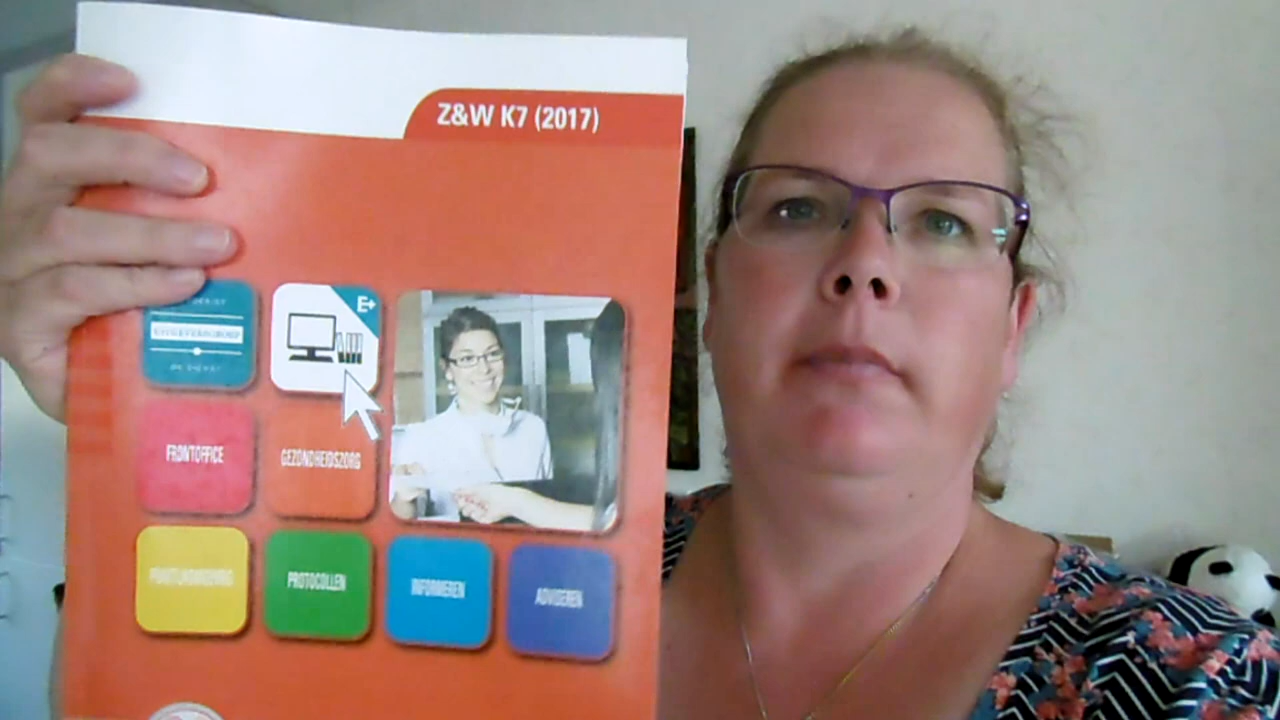 Z&W K7 (2017)
E+
FRONTOFFICE
GEZONDHEIDSZORG
PROTOCOLLEN
INFORMEREN
ADVISEREN